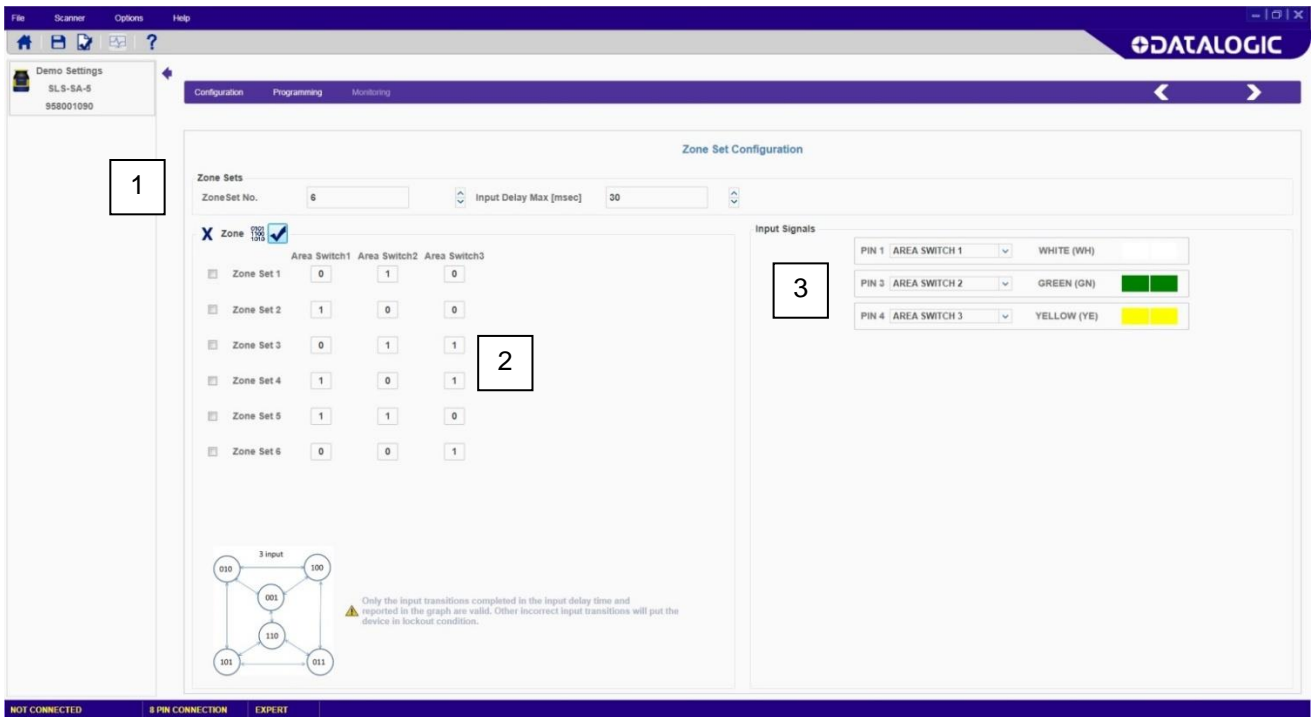 File Scanner Options Help
?
DATALOGIC
Demo Settings
SLS-SA-5
958001090
Configuration Programming Monitoring
Zone Set Configuration
1
Zone Sets
ZoneSet No. 6 Input Delay Max [msec] 30
X Zone 0101 1100 1010
Input Signals
Area Switch1 Area Switch2 Area Switch3
Zone Set 1 0 1 0
Zone Set 2 1 0 0
Zone Set 3 0 1 1
Zone Set 4 1 0 1
Zone Set 5 1 1 0
Zone Set 6 0 0 1
2
PIN 1 AREA SWITCH 1 WHITE (WH)
3
PIN 3 AREA SWITCH 2 GREEN (GN)
PIN 4 AREA SWITCH 3 YELLOW (YE)
3 input
010 100
001
110
101 011
Only the input transitions completed in the input delay time and
reported in the graph are valid. Other incorrect input transitions will put the
device in lockout condition.
NOT CONNECTED 8 PIN CONNECTION EXPERT